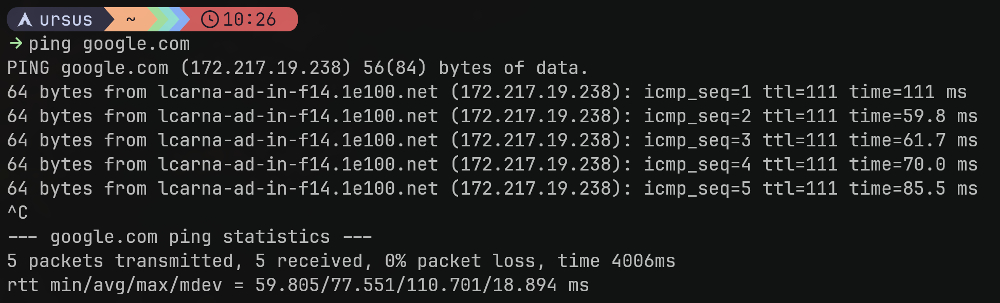 ursus ~ 10:26
→ ping google.com
PING google.com (172.217.19.238) 56(84) bytes of data.
64 bytes from lcarna-ad-in-f14.1e100.net (172.217.19.238): icmp_seq=1 ttl=111 time=111 ms
64 bytes from lcarna-ad-in-f14.1e100.net (172.217.19.238): icmp_seq=2 ttl=111 time=59.8 ms
64 bytes from lcarna-ad-in-f14.1e100.net (172.217.19.238): icmp_seq=3 ttl=111 time=61.7 ms
64 bytes from lcarna-ad-in-f14.1e100.net (172.217.19.238): icmp_seq=4 ttl=111 time=70.0 ms
64 bytes from lcarna-ad-in-f14.1e100.net (172.217.19.238): icmp_seq=5 ttl=111 time=85.5 ms
^C
--- google.com ping statistics ---
5 packets transmitted, 5 received, 0% packet loss, time 4006ms
rtt min/avg/max/mdev = 59.805/77.551/110.701/18.894 ms